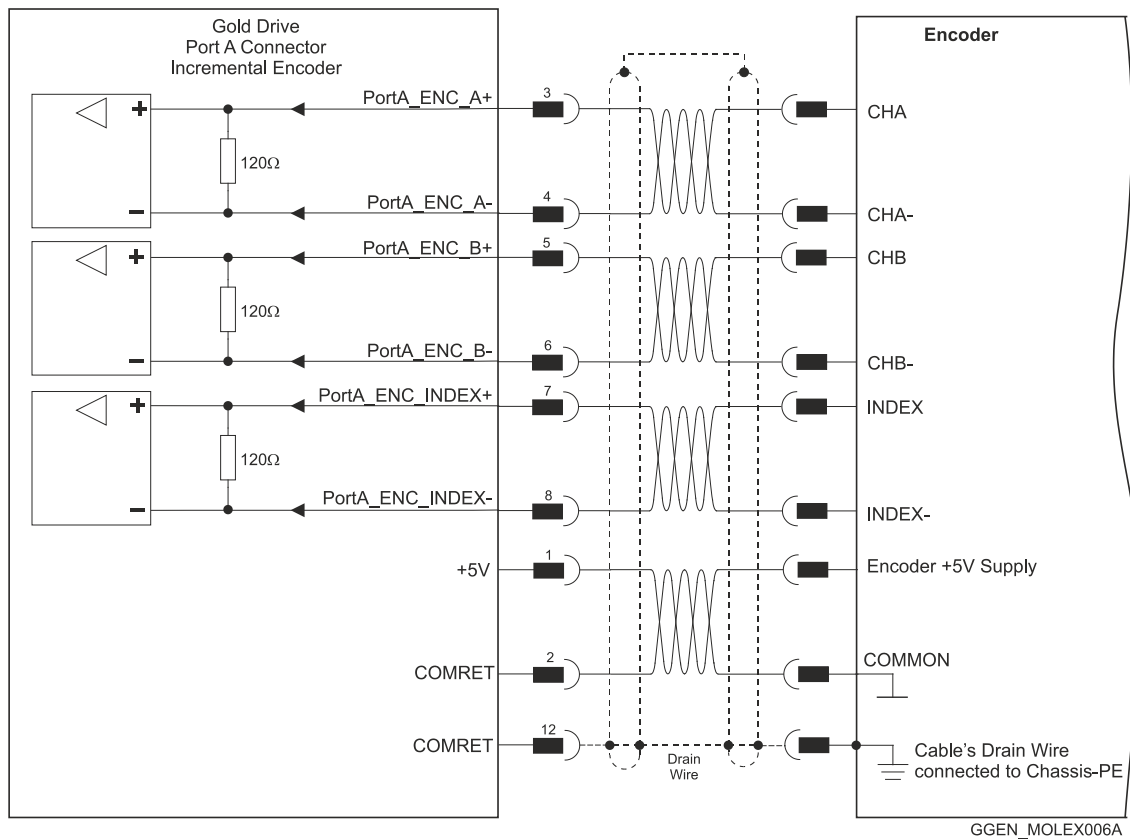 Gold Drive
Port A Connector
Incremental Encoder
Encoder
+
PortA_ENC_A+
3
CHA
120Ω
-
PortA_ENC_A-
4
CHA-
+
PortA_ENC_B+
5
CHB
120Ω
-
PortA_ENC_B-
6
CHB-
+
PortA_ENC_INDEX+
7
INDEX
120Ω
-
PortA_ENC_INDEX-
8
INDEX-
+5V
1
Encoder +5V Supply
COMRET
2
COMMON
COMRET
12
Drain
Wire
Cable's Drain Wire
connected to Chassis-PE
GGEN_MOLEX006A